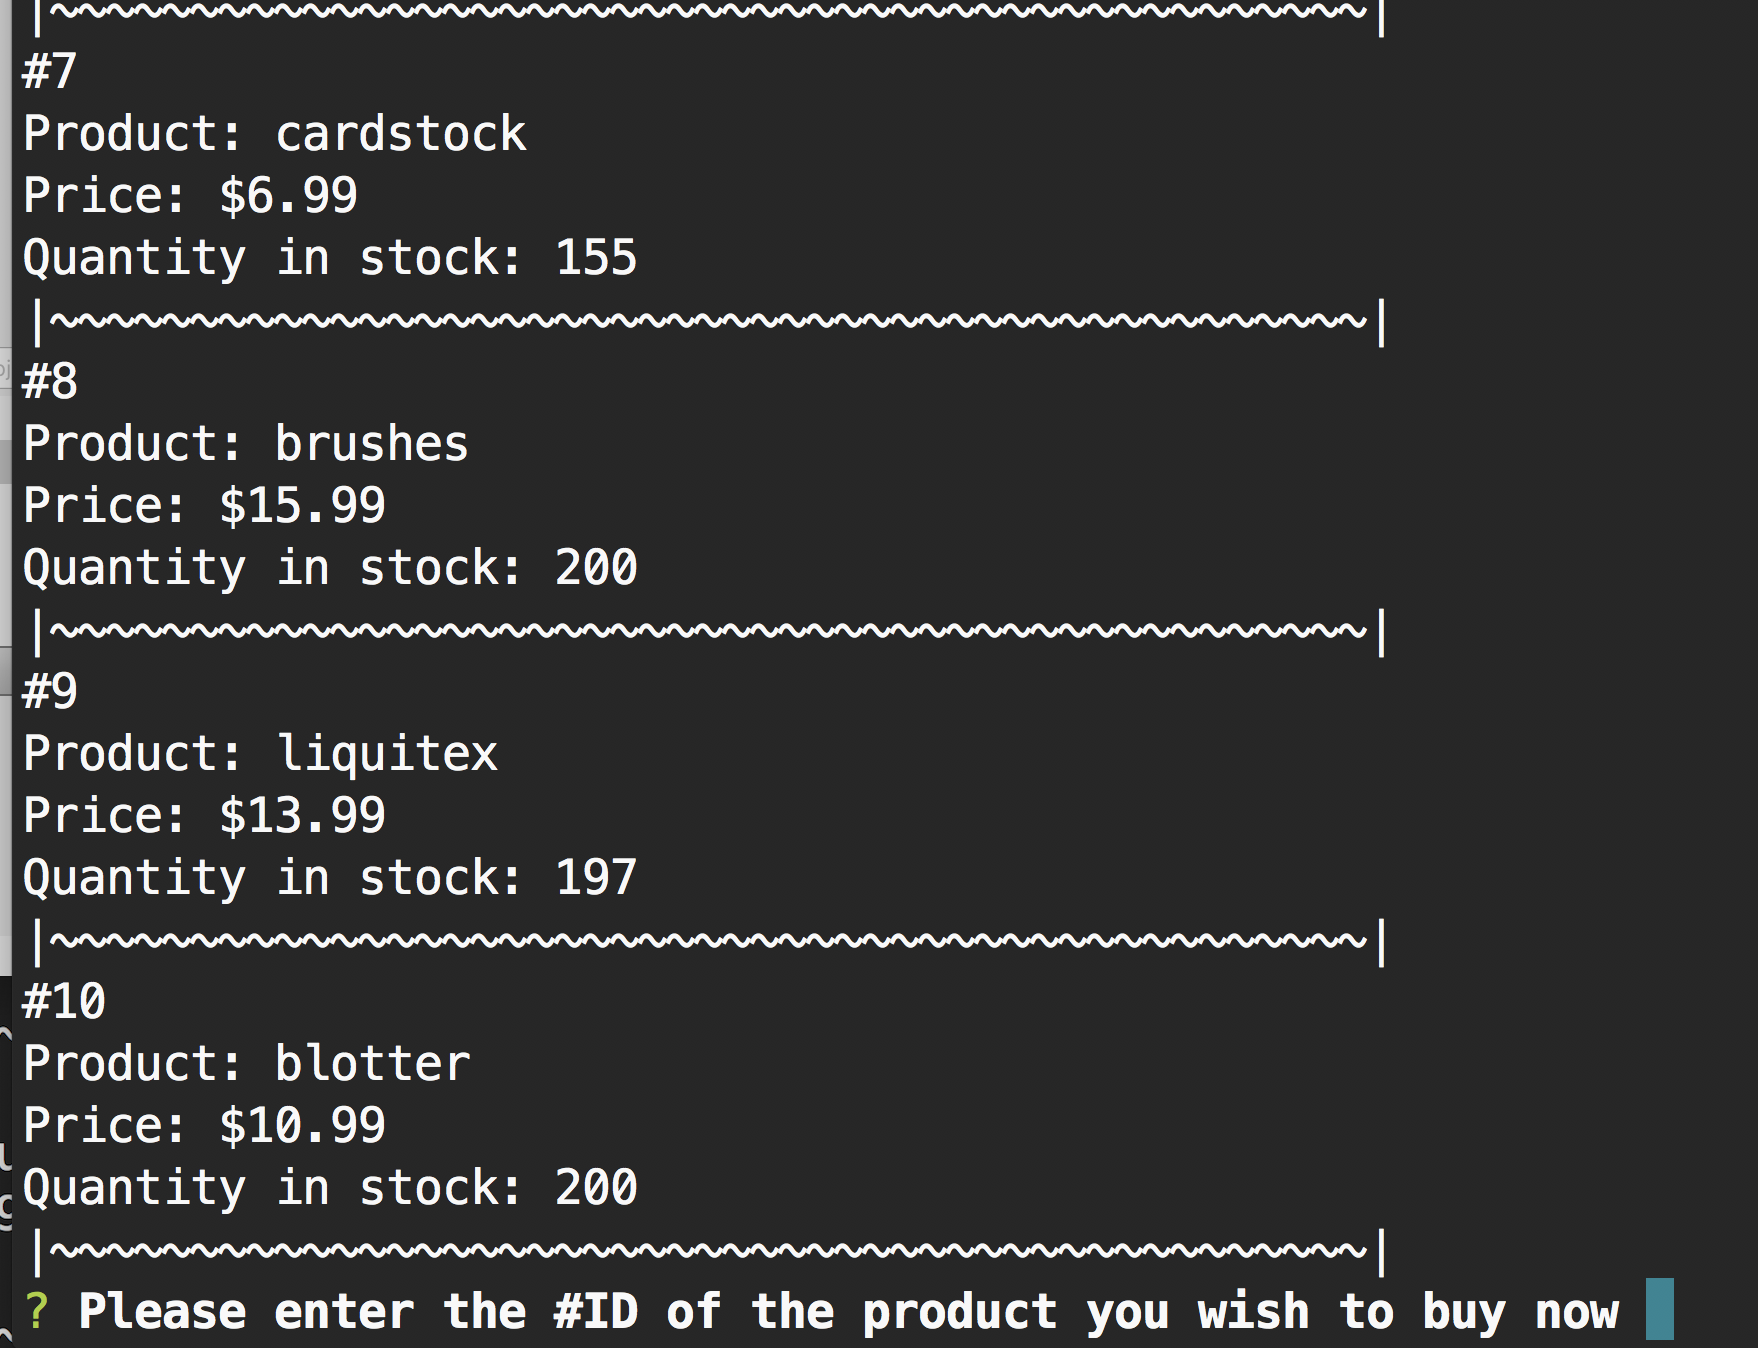 |~~~~~~~~~~~~~~~~~~~~~~~~~~~~~~~~~~~~~~~~~~~~~~~|
#7
Product: cardstock
Price: $6.99
Quantity in stock: 155
|~~~~~~~~~~~~~~~~~~~~~~~~~~~~~~~~~~~~~~~~~~~~~~~|
#8
Product: brushes
Price: $15.99
Quantity in stock: 200
|~~~~~~~~~~~~~~~~~~~~~~~~~~~~~~~~~~~~~~~~~~~~~~~|
#9
Product: liquitex
Price: $13.99
Quantity in stock: 197
|~~~~~~~~~~~~~~~~~~~~~~~~~~~~~~~~~~~~~~~~~~~~~~~|
#10
Product: blotter
Price: $10.99
Quantity in stock: 200
|~~~~~~~~~~~~~~~~~~~~~~~~~~~~~~~~~~~~~~~~~~~~~~~|
? Please enter the #ID of the product you wish to buy now